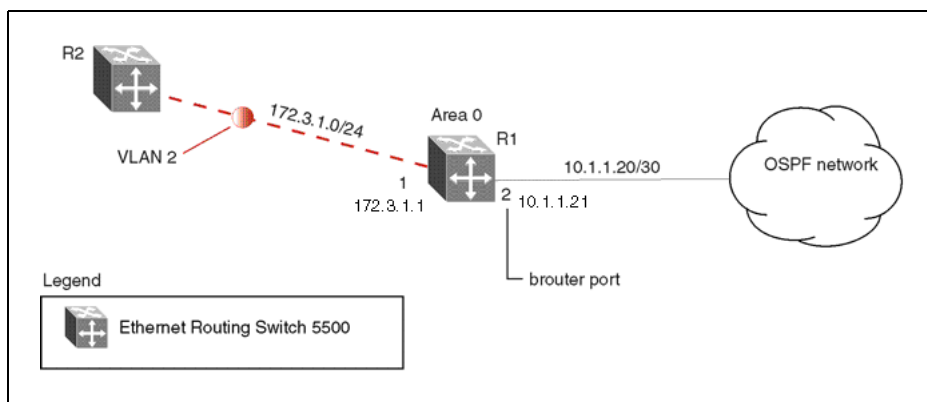 R2
172.3.1.0/24
VLAN 2
Area 0
R1
1
172.3.1.1
2
10.1.1.21
10.1.1.20/30
OSPF network
brouter port
Legend
Ethernet Routing Switch 5500